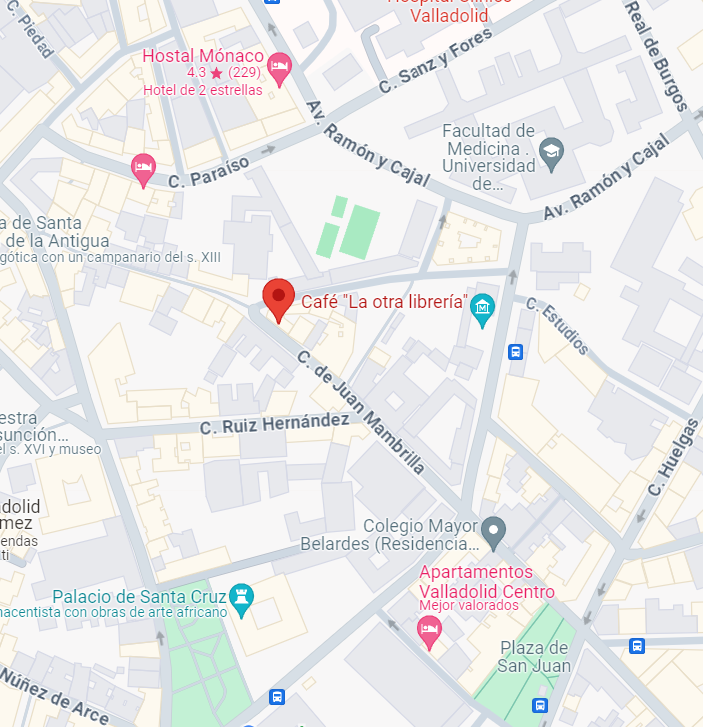 Hospital Clínico
Valladolid
C. Piedad
Real de Burgos
Hostal Mónaco
4.3 ★ (229)
Hotel de 2 estrellas
C. Sanz y Fores
Av. Ramón y Cajal
Facultad de
Medicina .
Universidad
de...
C. Paraíso
Av. Ramón y Cajal
a de Santa
de la Antigua
gótica con un campanario del s. XIII
Café "La otra librería"
C. Estudios
C. de Juan Mambrilla
C. Ruiz Hernández
estra
sunción...
el s. XVI y museo
C. Huelgas
adolid
mez
endas
ti
Colegio Mayor
Belardes (Residencia...
Apartamentos
Valladolid Centro
Mejor valorados
Palacio de Santa Cruz
nacentista con obras de arte africano
Plaza de
San Juan
Núñez de Arce